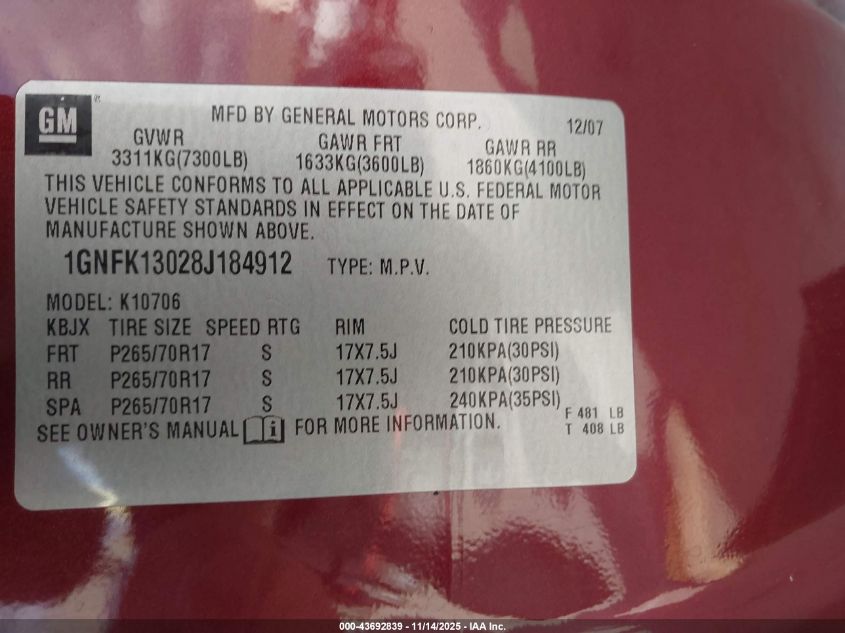 GM ®
MFD BY GENERAL MOTORS CORP. 12/07
GVWR GAWR FRT GAWR RR
3311KG(7300LB) 1633KG(3600LB) 1860KG(4100LB)
THIS VEHICLE CONFORMS TO ALL APPLICABLE U.S. FEDERAL MOTOR
VEHICLE SAFETY STANDARDS IN EFFECT ON THE DATE OF
MANUFACTURE SHOWN ABOVE.
1GNFK13028J184912 TYPE: M.P.V.
MODEL: K10706
KBJX TIRE SIZE SPEED RTG RIM COLD TIRE PRESSURE
FRT P265/70R17 S 17X7.5J 210KPA(30PSI)
RR P265/70R17 S 17X7.5J 210KPA(30PSI)
SPA P265/70R17 S 17X7.5J 240KPA(35PSI)
F 481 LB
T 408 LB
SEE OWNER'S MANUAL i FOR MORE INFORMATION.
000-43692839 - 11/14/2025 - IAA Inc.